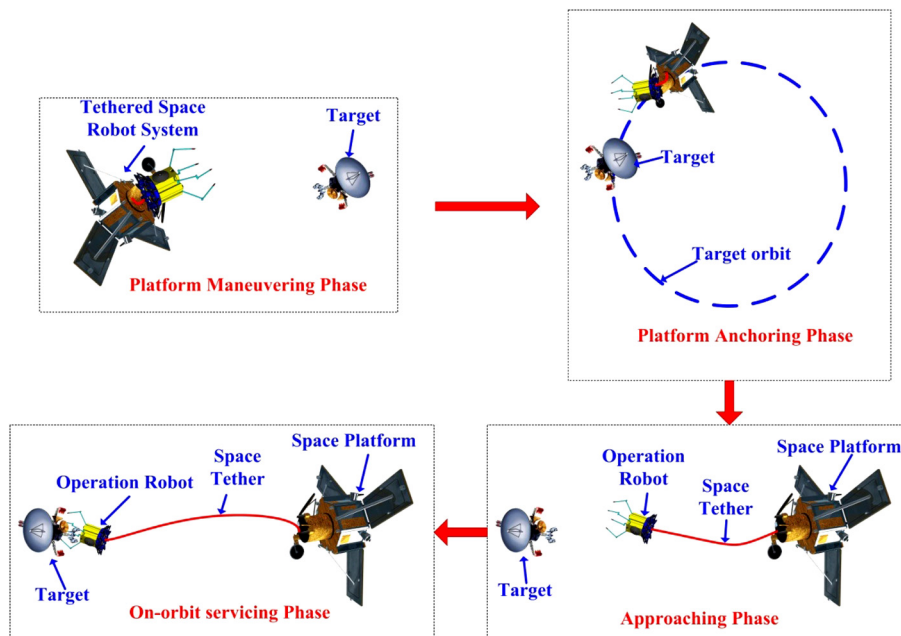 Tethered Space
Robot System
Target
Platform Maneuvering Phase
Target
Target orbit
Platform Anchoring Phase
Space Platform
Operation Robot
Space
Tether
Target
On-orbit servicing Phase
Operation
Robot
Space Platform
Space
Tether
Target
Approaching Phase